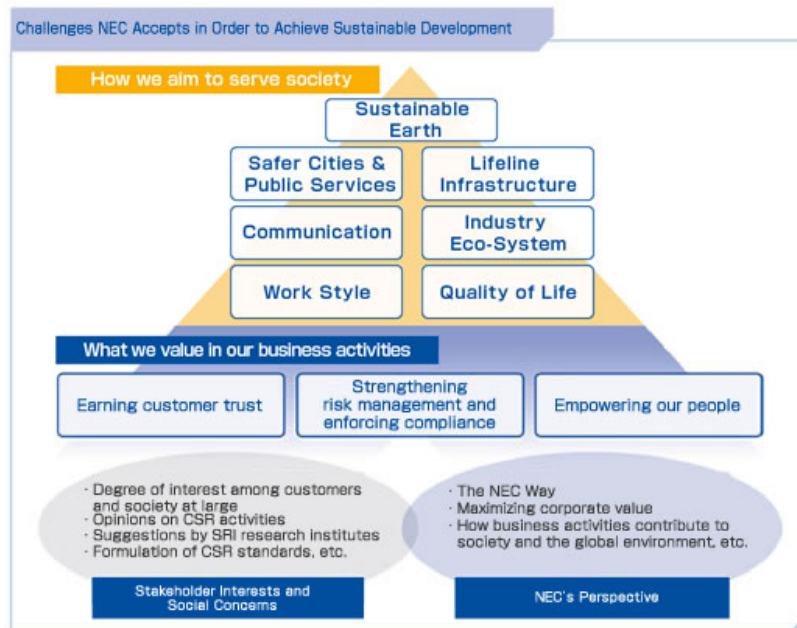 Challenges NEC Accepts in Order to Achieve Sustainable Development
How we aim to serve society
Sustainable
Earth
Safer Cities &
Public Services
Lifeline
Infrastructure
Communication
Industry
Eco-System
Work Style
Quality of Life
What we value in our business activities
Earning customer trust
Strengthening
risk management and
enforcing compliance
Empowering our people
· Degree of interest among customers
and society at large
· Opinions on CSR activities
· Suggestions by SRI research institutes
· Formulation of CSR standards, etc.
· The NEC Way
· Maximizing corporate value
· How business activities contribute to
society and the global environment, etc.
Stakeholder Interests and
Social Concerns
NEC's Perspective